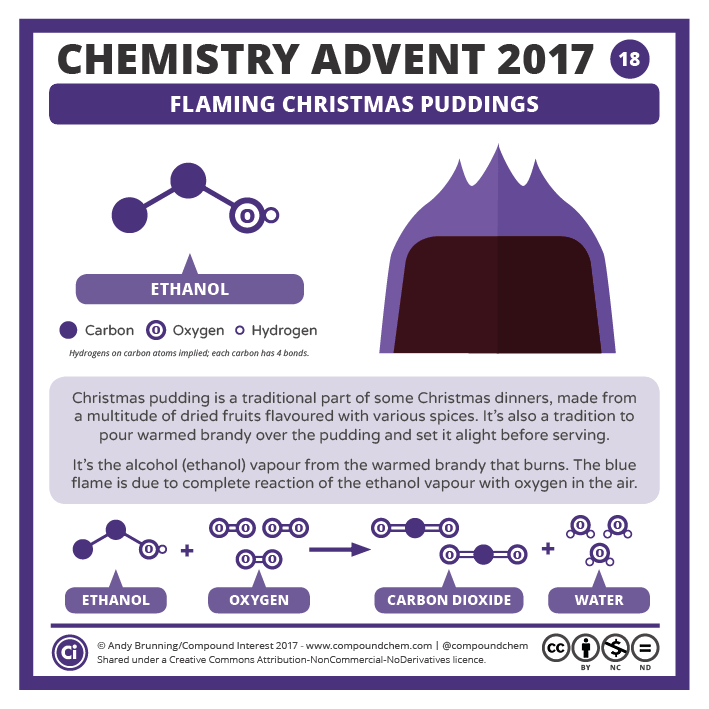 CHEMISTRY ADVENT 2017 18
FLAMING CHRISTMAS PUDDINGS
O
ETHANOL
Carbon O Oxygen Hydrogen
Hydrogens on carbon atoms implied; each carbon has 4 bonds.
Christmas pudding is a traditional part of some Christmas dinners, made from
a multitude of dried fruits flavoured with various spices. It's also a tradition to
pour warmed brandy over the pudding and set it alight before serving.
It's the alcohol (ethanol) vapour from the warmed brandy that burns. The blue
flame is due to complete reaction of the ethanol vapour with oxygen in the air.
O + O O O O O O O O + O O
O O O O O
ETHANOL OXYGEN CARBON DIOXIDE WATER
Ci © Andy Brunning/Compound Interest 2017 - www.compoundchem.com | @compoundchem
Shared under a Creative Commons Attribution-NonCommercial-NoDerivatives licence.
cc $ =
BY NC ND